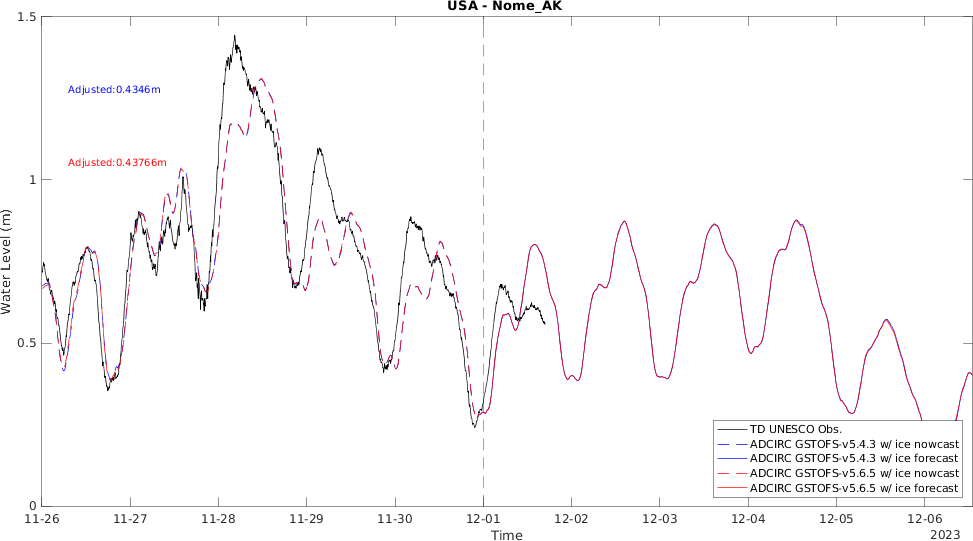 USA - Nome_AK
1.5
1
0.5
0
Water Level (m)
Adjusted:0.4346m
Adjusted:0.43766m
TD UNESCO Obs.
ADCIRC GSTOFS-v5.4.3 w/ ice nowcast
ADCIRC GSTOFS-v5.4.3 w/ ice forecast
ADCIRC GSTOFS-v5.6.5 w/ ice nowcast
ADCIRC GSTOFS-v5.6.5 w/ ice forecast
11-26 11-27 11-28 11-29 11-30 12-01 12-02 12-03 12-04 12-05 12-06
Time
2023